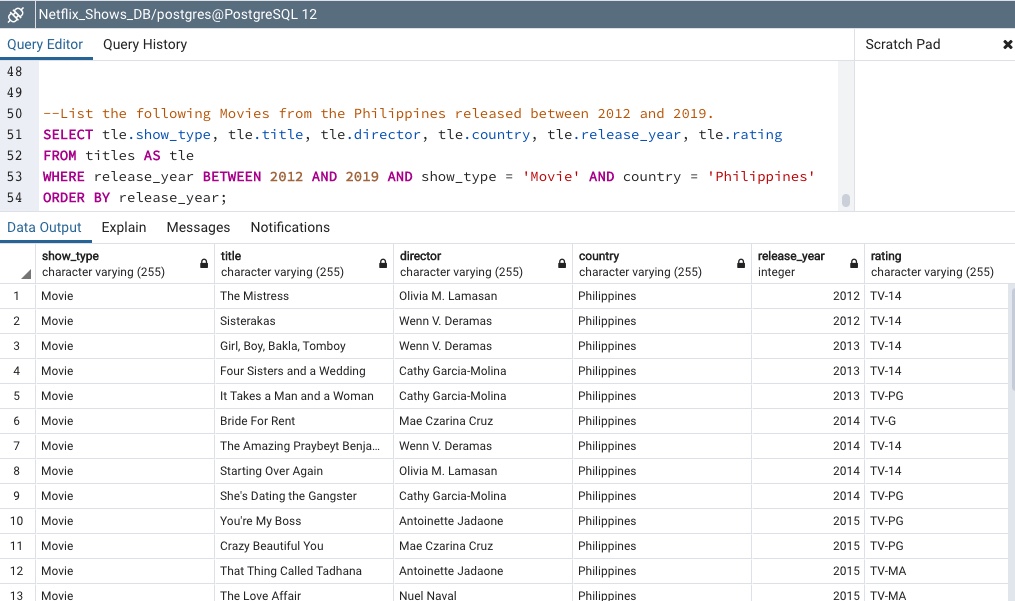 Netflix_Shows_DB/postgres@PostgreSQL 12
Query Editor Query History Scratch Pad ✖
48
49
50 --List the following Movies from the Philippines released between 2012 and 2019.
51 SELECT tle.show_type, tle.title, tle.director, tle.country, tle.release_year, tle.rating
52 FROM titles AS tle
53 WHERE release_year BETWEEN 2012 AND 2019 AND show_type = 'Movie' AND country = 'Philippines'
54 ORDER BY release_year;
Data Output Explain Messages Notifications
show_type title director country release_year rating
character varying (255) character varying (255) character varying (255) character varying (255) integer character varying (255)
1 Movie The Mistress Olivia M. Lamasan Philippines 2012 TV-14
2 Movie Sisterakas Wenn V. Deramas Philippines 2012 TV-14
3 Movie Girl, Boy, Bakla, Tomboy Wenn V. Deramas Philippines 2013 TV-14
4 Movie Four Sisters and a Wedding Cathy Garcia-Molina Philippines 2013 TV-14
5 Movie It Takes a Man and a Woman Cathy Garcia-Molina Philippines 2013 TV-PG
6 Movie Bride For Rent Mae Czarina Cruz Philippines 2014 TV-G
7 Movie The Amazing Praybeyt Benja... Wenn V. Deramas Philippines 2014 TV-14
8 Movie Starting Over Again Olivia M. Lamasan Philippines 2014 TV-14
9 Movie She's Dating the Gangster Cathy Garcia-Molina Philippines 2014 TV-PG
10 Movie You're My Boss Antoinette Jadaone Philippines 2015 TV-PG
11 Movie Crazy Beautiful You Mae Czarina Cruz Philippines 2015 TV-PG
12 Movie That Thing Called Tadhana Antoinette Jadaone Philippines 2015 TV-MA
13 Movie The Love Affair Nuel Naval Philippines 2015 TV-MA